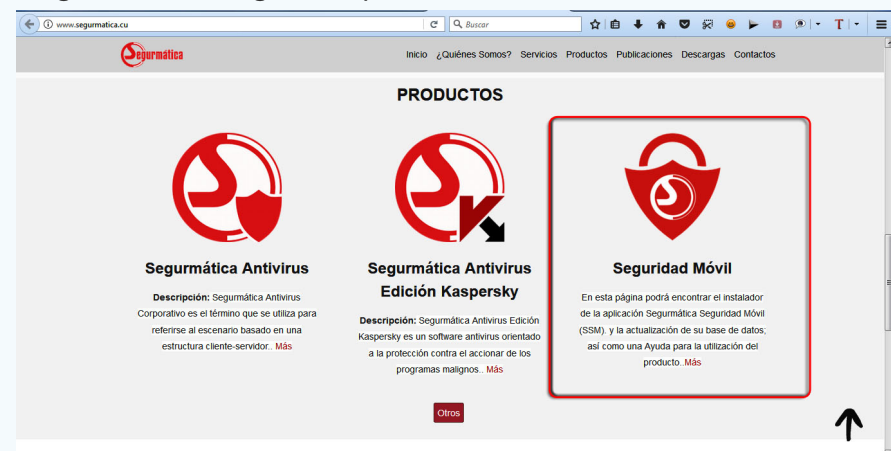 www.segurmatica.cu
Buscar
Segurmática
Inicio ¿Quiénes Somos? Servicios Productos Publicaciones Descargas Contactos
PRODUCTOS
Segurmática Antivirus
Descripción: Segurmática Antivirus
Corporativo es el término que se utiliza para
referirse al escenario basado en una
estructura cliente-servidor.. Más
Segurmática Antivirus
Edición Kaspersky
Descripción: Segurmática Antivirus Edición
Kaspersky es un software antivirus orientado
a la protección contra el accionar de los
programas malignos.. Más
Seguridad Móvil
En esta página podrá encontrar el instalador
de la aplicación Segurmática Seguridad Móvil
(SSM). y la actualización de su base de datos;
así como una Ayuda para la utilización del
producto..Más
Otros